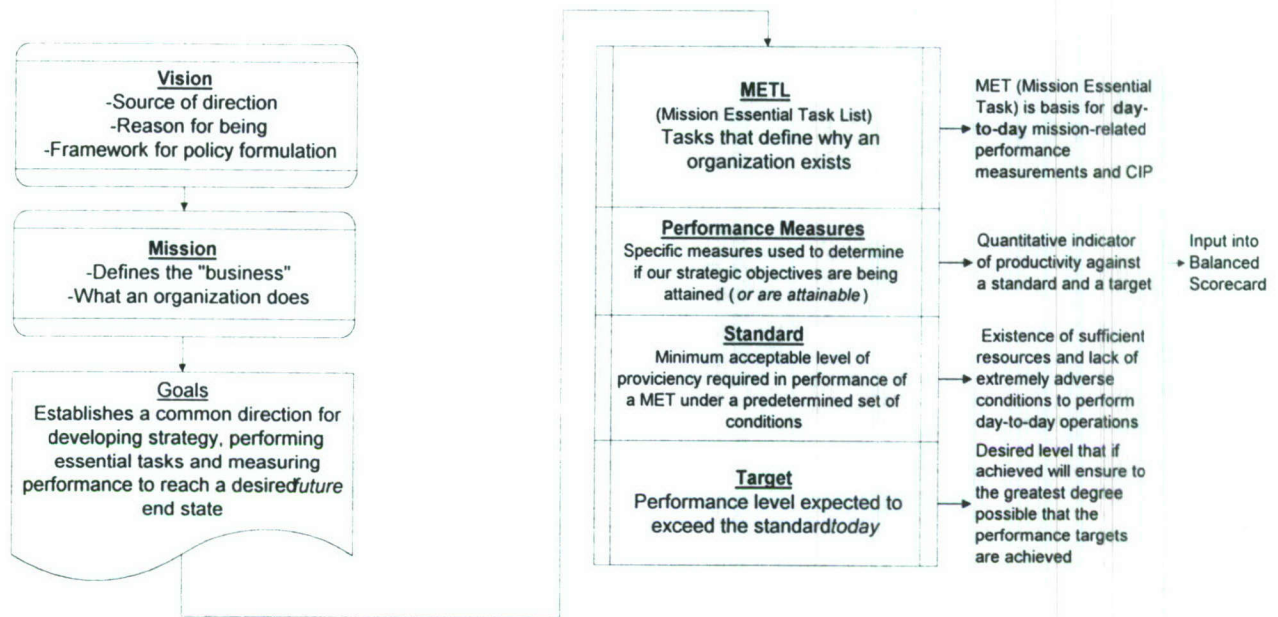 Vision
-Source of direction
-Reason for being
-Framework for policy formulation
Mission
-Defines the "business"
-What an organization does
Goals
Establishes a common direction for
developing strategy, performing
essential tasks and measuring
performance to reach a desiredfuture
end state
METL
(Mission Essential Task List)
Tasks that define why an
organization exists
MET (Mission Essential
Task) is basis for day-
to-day mission-related
performance
measurements and CIP
Performance Measures
Specific measures used to determine
if our strategic objectives are being
attained (or are attainable)
Quantitative indicator
of productivity against
a standard and a target
Input into
Balanced
Scorecard
Standard
Minimum acceptable level of
proviciency required in performance of
a MET under a predetermined set of
conditions
Existence of sufficient
resources and lack of
extremely adverse
conditions to perform
day-to-day operations
Target
Performance level expected to
exceed the standardtoday
Desired level that if
achieved will ensure to
the greatest degree
possible that the
performance targets
are achieved